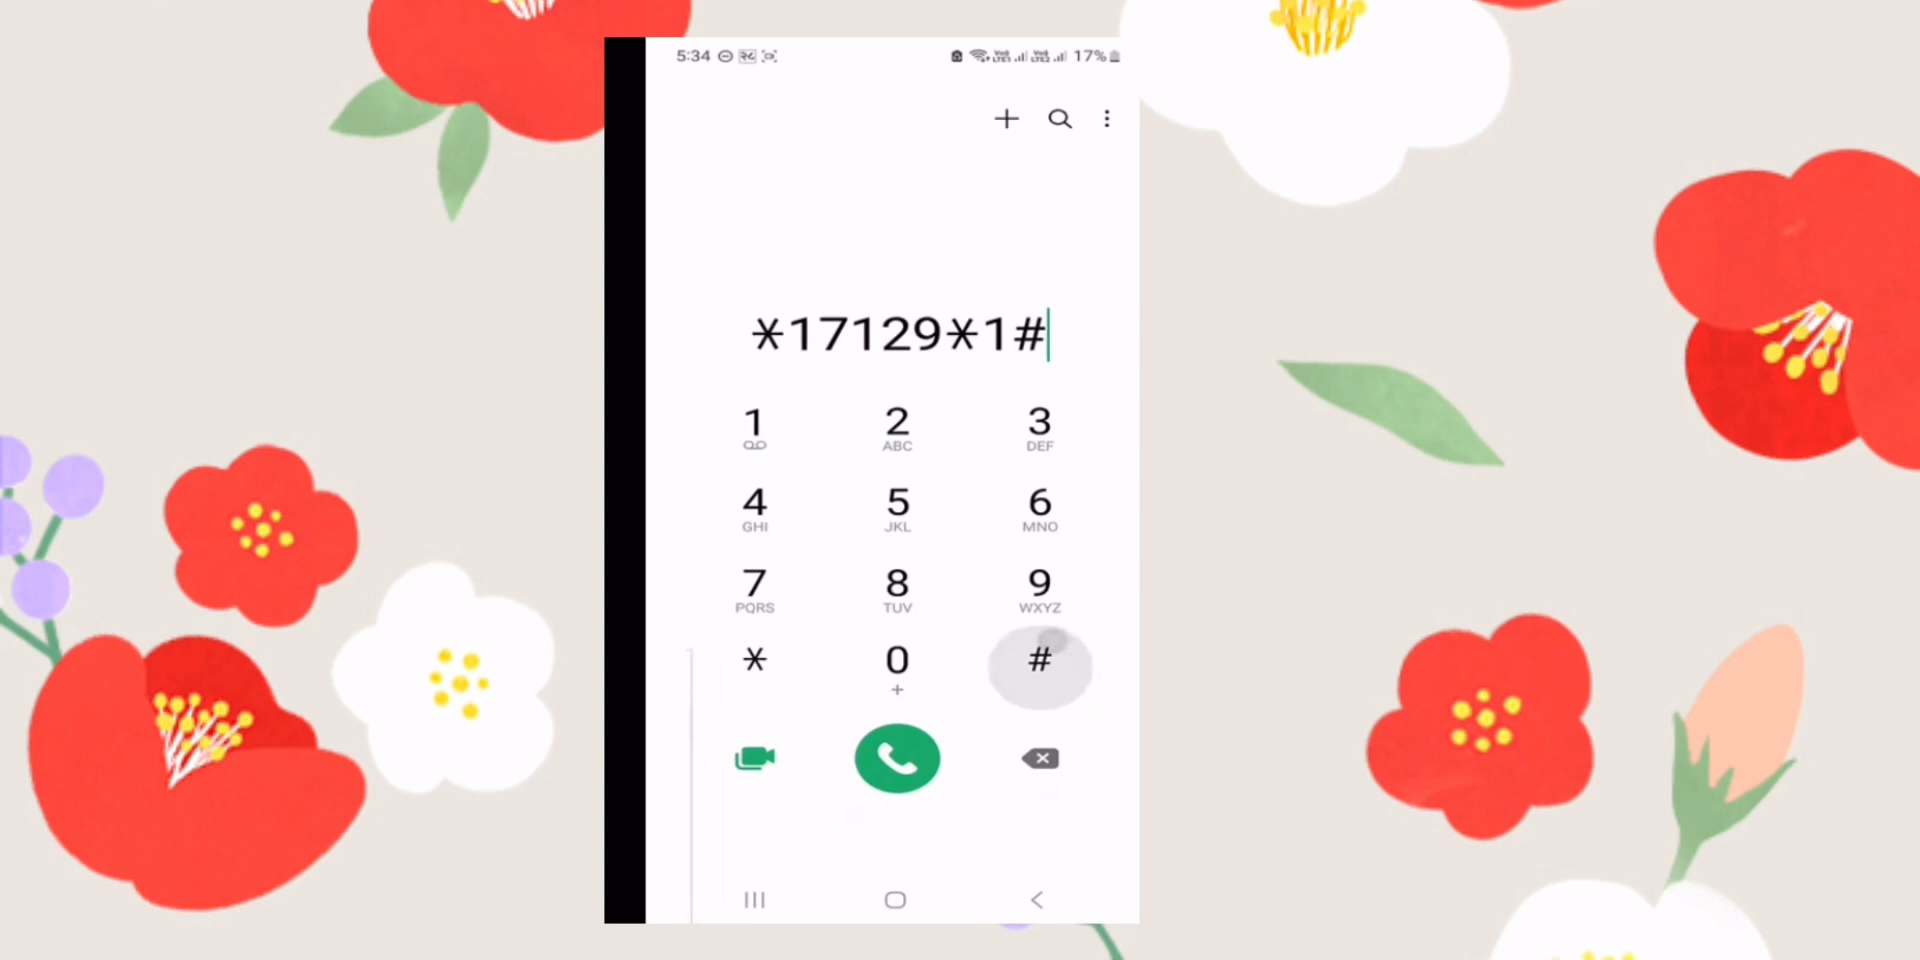 5:34 17%
*17129*1#
1 2 3
ABC DEF
4 5 6
GHI JKL MNO
7 8 9
PQRS TUV WXYZ
* 0 #
+